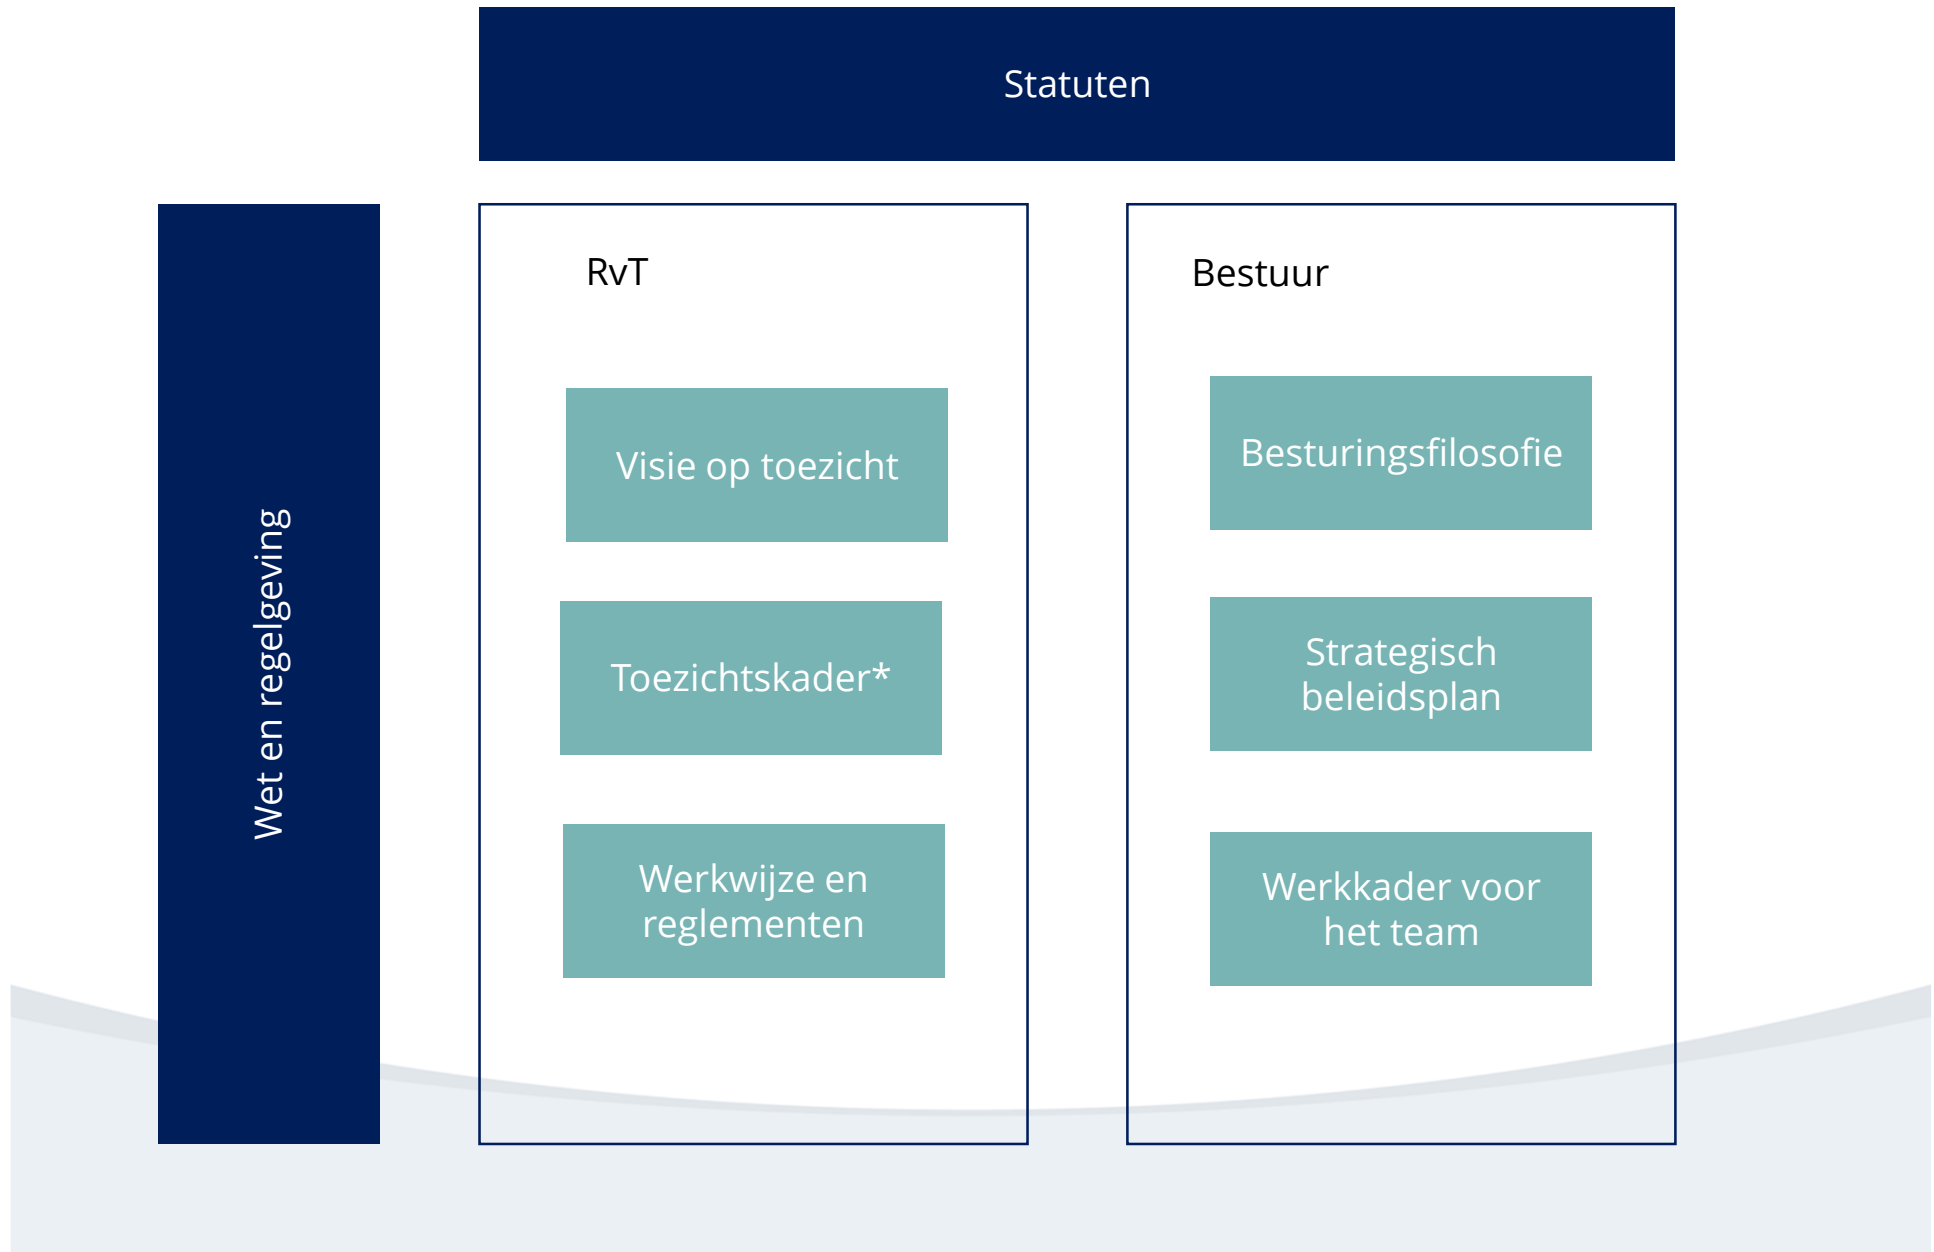 Statuten
Wet en regelgeving
RvT
Visie op toezicht
Toezichtskader*
Werkwijze en
reglementen
Bestuur
Besturingsfilosofie
Strategisch
beleidsplan
Werkkader voor
het team